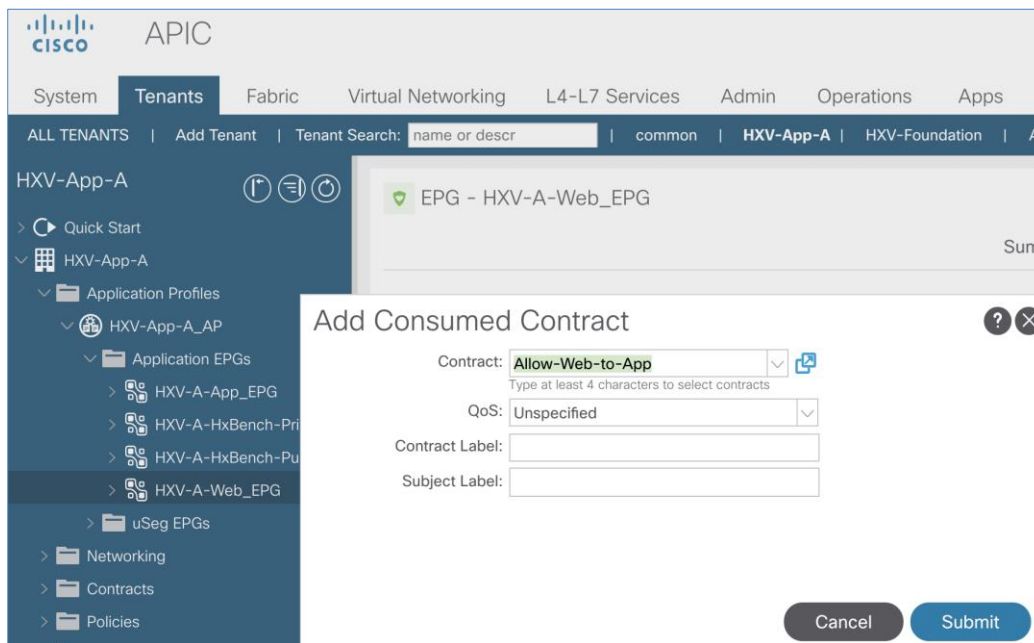 CISCO APIC
System Tenants Fabric Virtual Networking L4-L7 Services Admin Operations Apps
ALL TENANTS | Add Tenant | Tenant Search: name or descr | common | HXV-App-A | HXV-Foundation |
HXV-App-A
EPG - HXV-A-Web_EPG
Quick Start
Sum
HXV-App-A
Application Profiles
Add Consumed Contract
HXV-App-A_AP
Contract: Allow-Web-to-App
Type at least 4 characters to select contracts
Application EPGs
HXV-A-App_EPG
QoS: Unspecified
HXV-A-HxBench-Pri
Contract Label:
HXV-A-HxBench-Pu
Subject Label:
HXV-A-Web_EPG
uSeg EPGs
Networking
Contracts
Policies
Cancel Submit